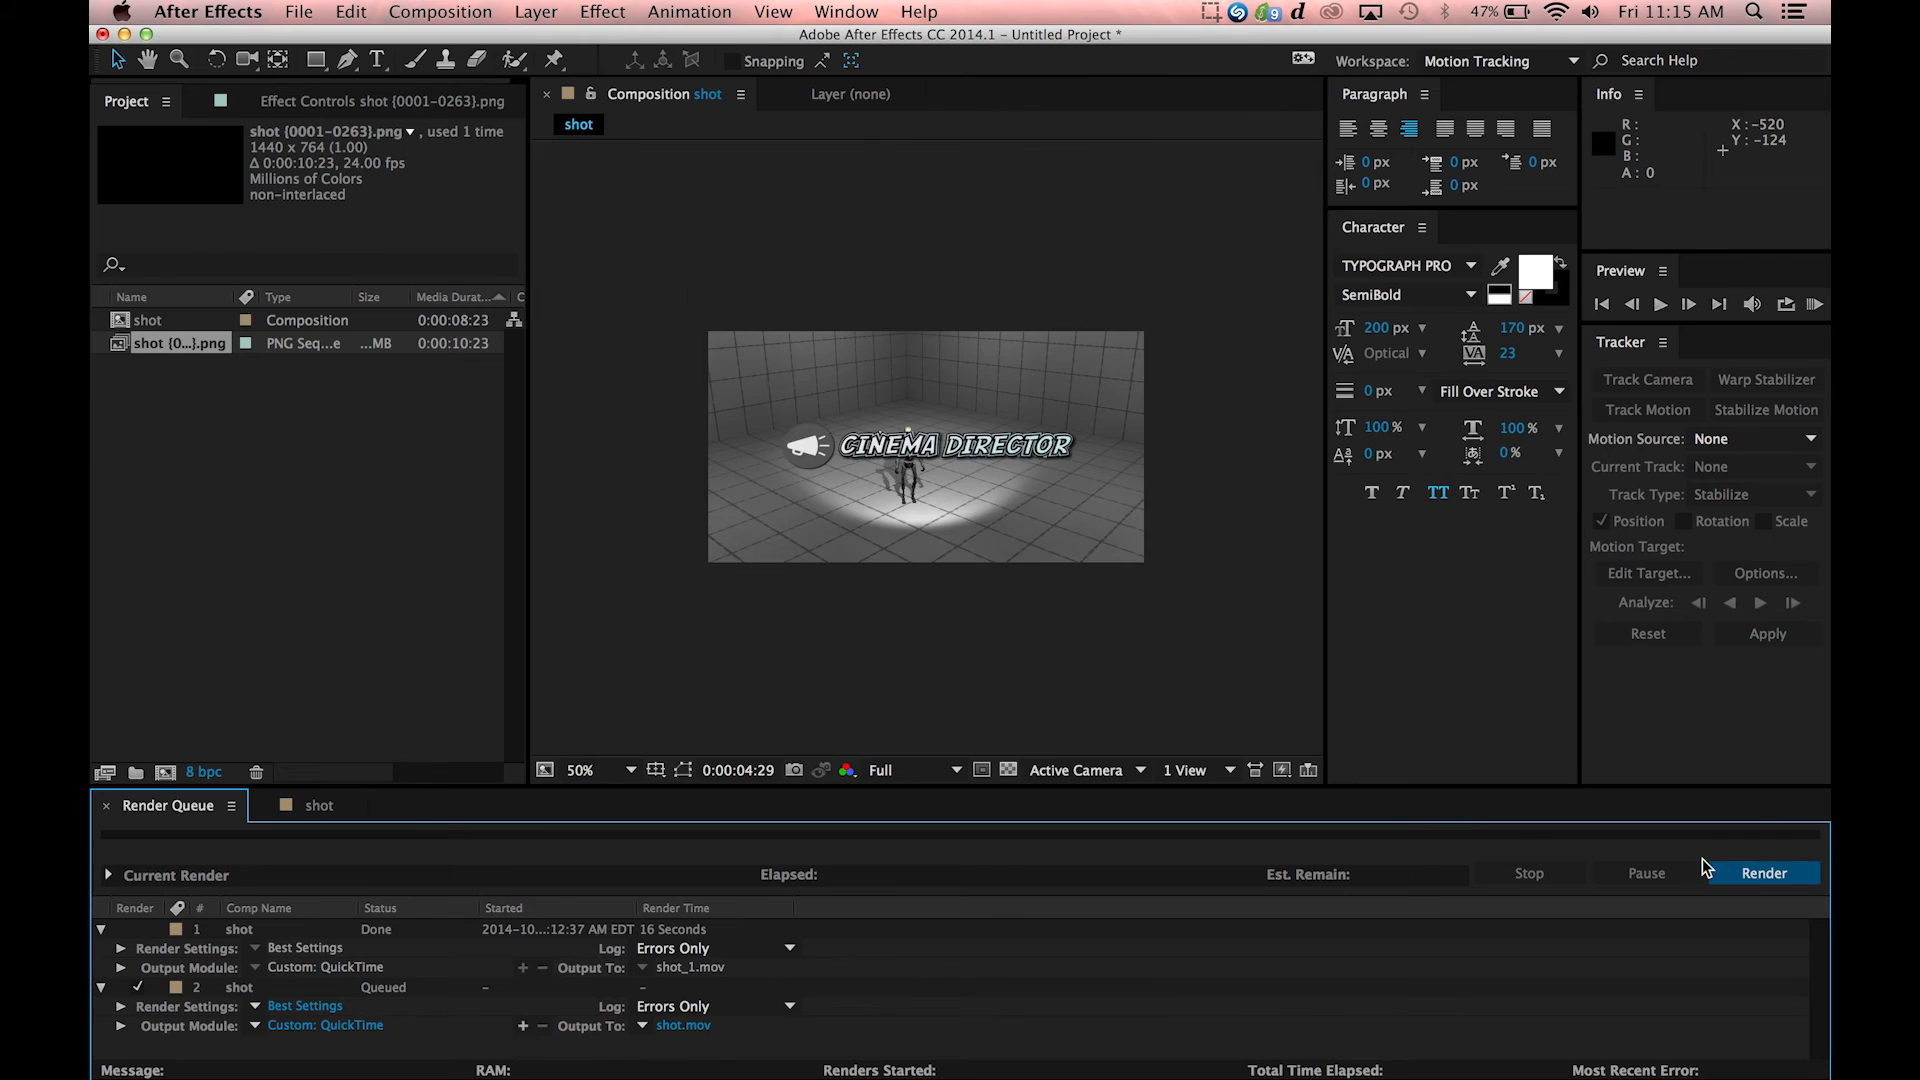 After Effects File Edit Composition Layer Effect Animation View Window Help 9 d 47% Fri 11:15 AM
Adobe After Effects CC 2014.1 - Untitled Project *
T Snapping Workspace: Motion Tracking Search Help
Project Effect Controls shot {0001-0263}.png
shot {0001-0263}.png , used 1 time
1440 x 764 (1.00)
Δ 0:00:10:23, 24.00 fps
Millions of Colors
non-interlaced
Name Type Size Media Durat... C
shot Composition 0:00:08:23
shot {0...}.png PNG Seq...e ...MB 0:00:10:23
8 bpc
Composition shot Layer (none)
shot
CINEMA DIRECTOR
50% 0:00:04:29 Full Active Camera 1 View
Paragraph
0 px 0 px 0 px
0 px 0 px
Character
TYPOGRAPH PRO
SemiBold
200 px 170 px
Optical 23
0 px Fill Over Stroke
100 % 100 %
0 px 0 %
T T TT Tt T¹ T₁
Info
R: X: -520
G: Y: -124
B:
A: 0
Preview
Tracker
Track Camera Warp Stabilizer
Track Motion Stabilize Motion
Motion Source: None
Current Track: None
Track Type: Stabilize
Position Rotation Scale
Motion Target:
Edit Target... Options...
Analyze:
Reset Apply
Render Queue shot
Current Render Elapsed: Est. Remain: Stop Pause Render
Render # Comp Name Status Started Render Time
1 shot Done 2014-10...:12:37 AM EDT 16 Seconds
Render Settings: Best Settings Log: Errors Only
Output Module: Custom: QuickTime + − Output To: shot_1.mov
2 shot Queued - -
Render Settings: Best Settings Log: Errors Only
Output Module: Custom: QuickTime + − Output To: shot.mov
Message: RAM: Renders Started: Total Time Elapsed: Most Recent Error: